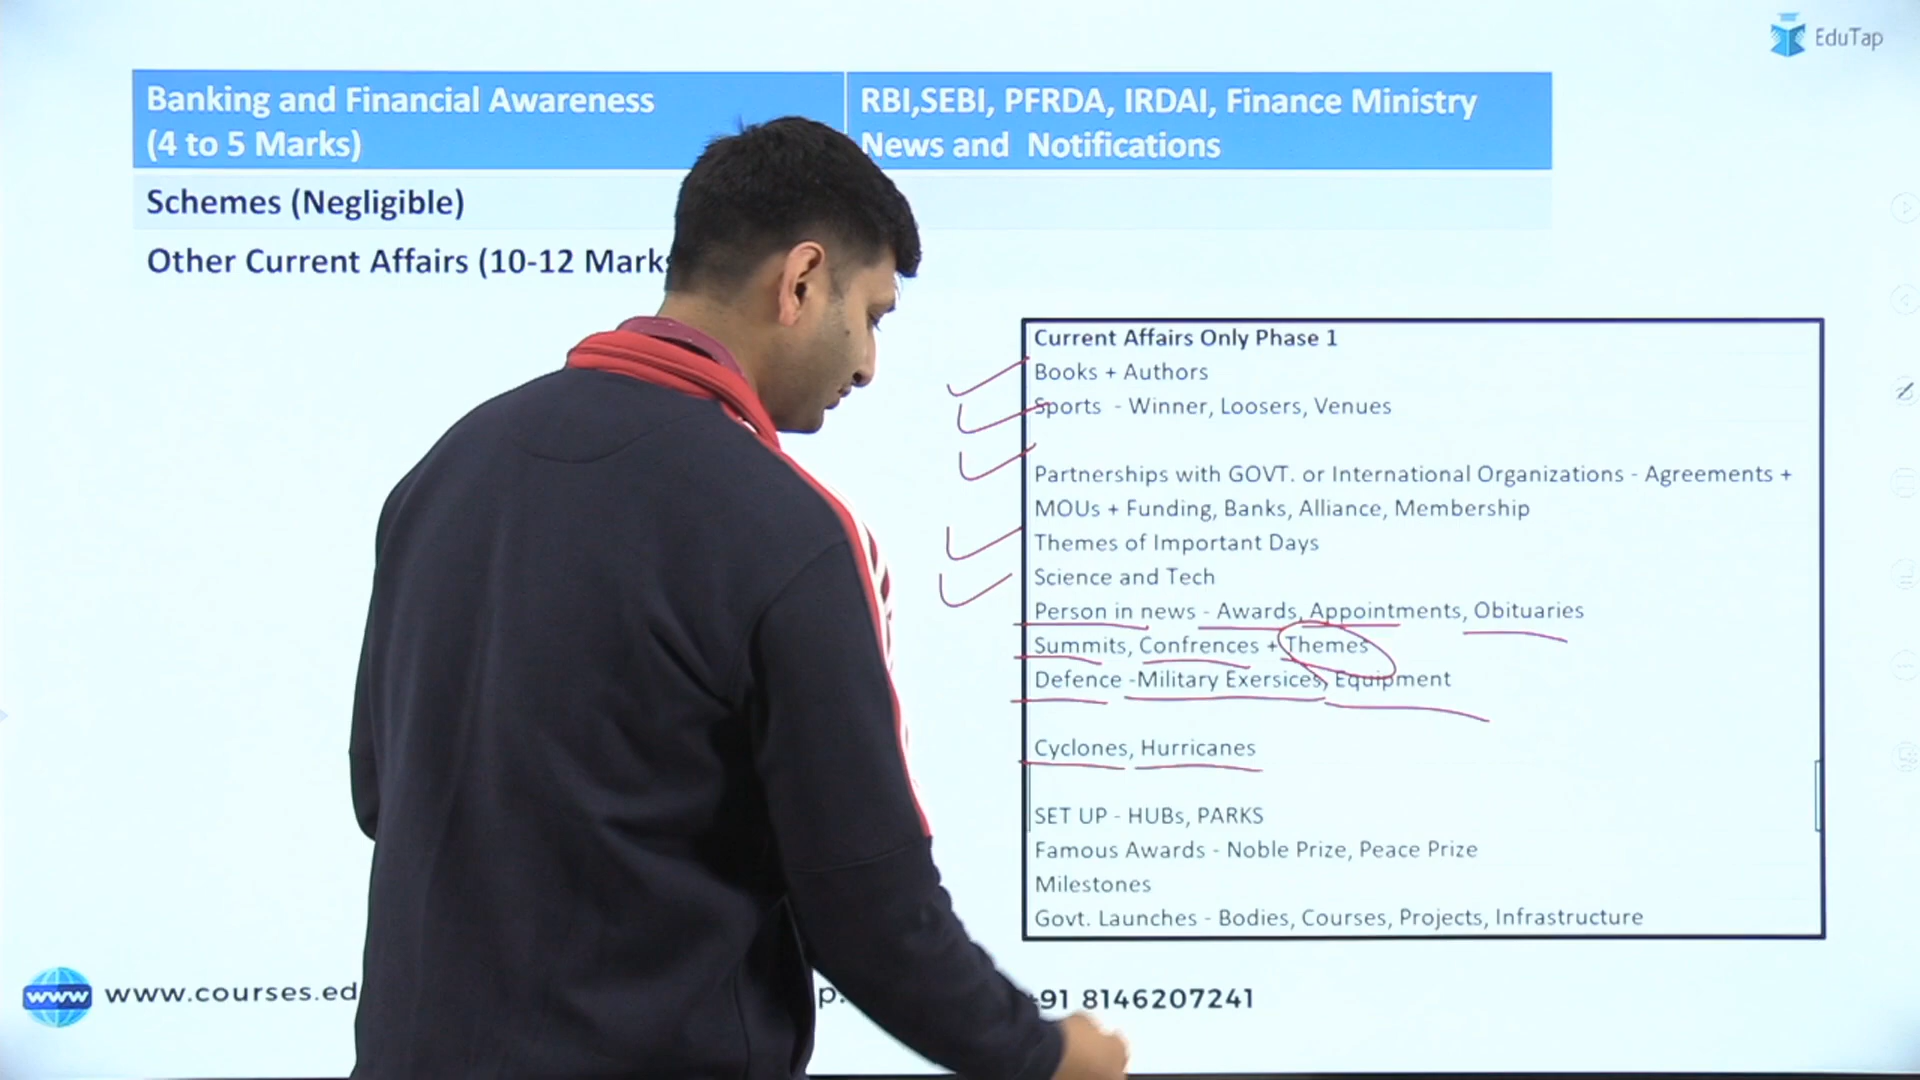 EduTap
Banking and Financial Awareness
(4 to 5 Marks)
RBI,SEBI, PFRDA, IRDAI, Finance Ministry
News and Notifications
Schemes (Negligible)
Other Current Affairs (10-12 Marks
Current Affairs Only Phase 1
Books + Authors
Sports - Winner, Loosers, Venues
Partnerships with GOVT. or International Organizations - Agreements +
MOUs + Funding, Banks, Alliance, Membership
Themes of Important Days
Science and Tech
Person in news - Awards, Appointments, Obituaries
Summits, Confrences + Themes
Defence -Military Exersices, Equipment
Cyclones, Hurricanes
SET UP - HUBs, PARKS
Famous Awards - Noble Prize, Peace Prize
Milestones
Govt. Launches - Bodies, Courses, Projects, Infrastructure
www www.courses.ed p. +91 8146207241